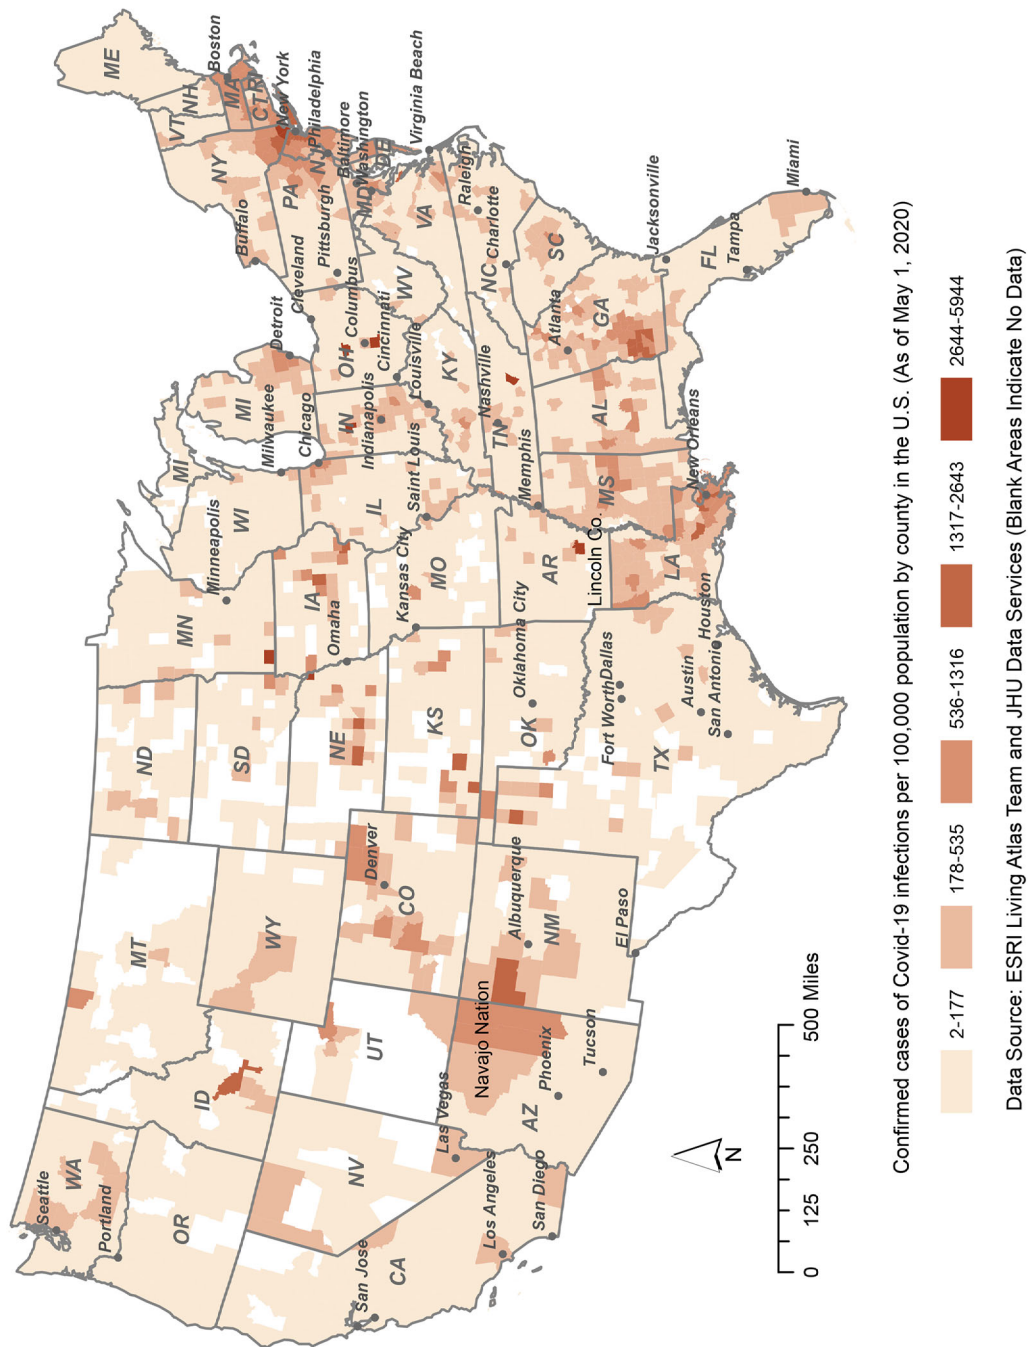 ME
VT
NH
Boston
MA
CT
RI
NY
New York
Buffalo
PA
NJ
Philadelphia
Pittsburgh
Baltimore
MD
Washington
DE
Cleveland
Columbus
OH
Cincinnati
WV
VA
Virginia Beach
Detroit
MI
MI
Milwaukee
Chicago
IN
Indianapolis
Louisville
KY
Raleigh
NC
Charlotte
SC
Nashville
TN
Memphis
Atlanta
GA
AL
MS
Jacksonville
FL
Tampa
Miami
New Orleans
LA
WI
Minneapolis
MN
IA
Omaha
IL
Saint Louis
MO
Kansas City
AR
Lincoln Co.
ND
SD
NE
KS
OK
Oklahoma City
Fort Worth
Dallas
TX
Austin
San Antonio
Houston
MT
WY
CO
Denver
NM
Albuquerque
El Paso
Navajo Nation
UT
ID
AZ
Phoenix
Tucson
NV
Las Vegas
WA
Seattle
Portland
OR
CA
San Jose
Los Angeles
San Diego
N
0 125 250 500 Miles
Confirmed cases of Covid-19 infections per 100,000 population by county in the U.S. (As of May 1, 2020)
2-177 178-535 536-1316 1317-2643 2644-5944
Data Source: ESRI Living Atlas Team and JHU Data Services (Blank Areas Indicate No Data)